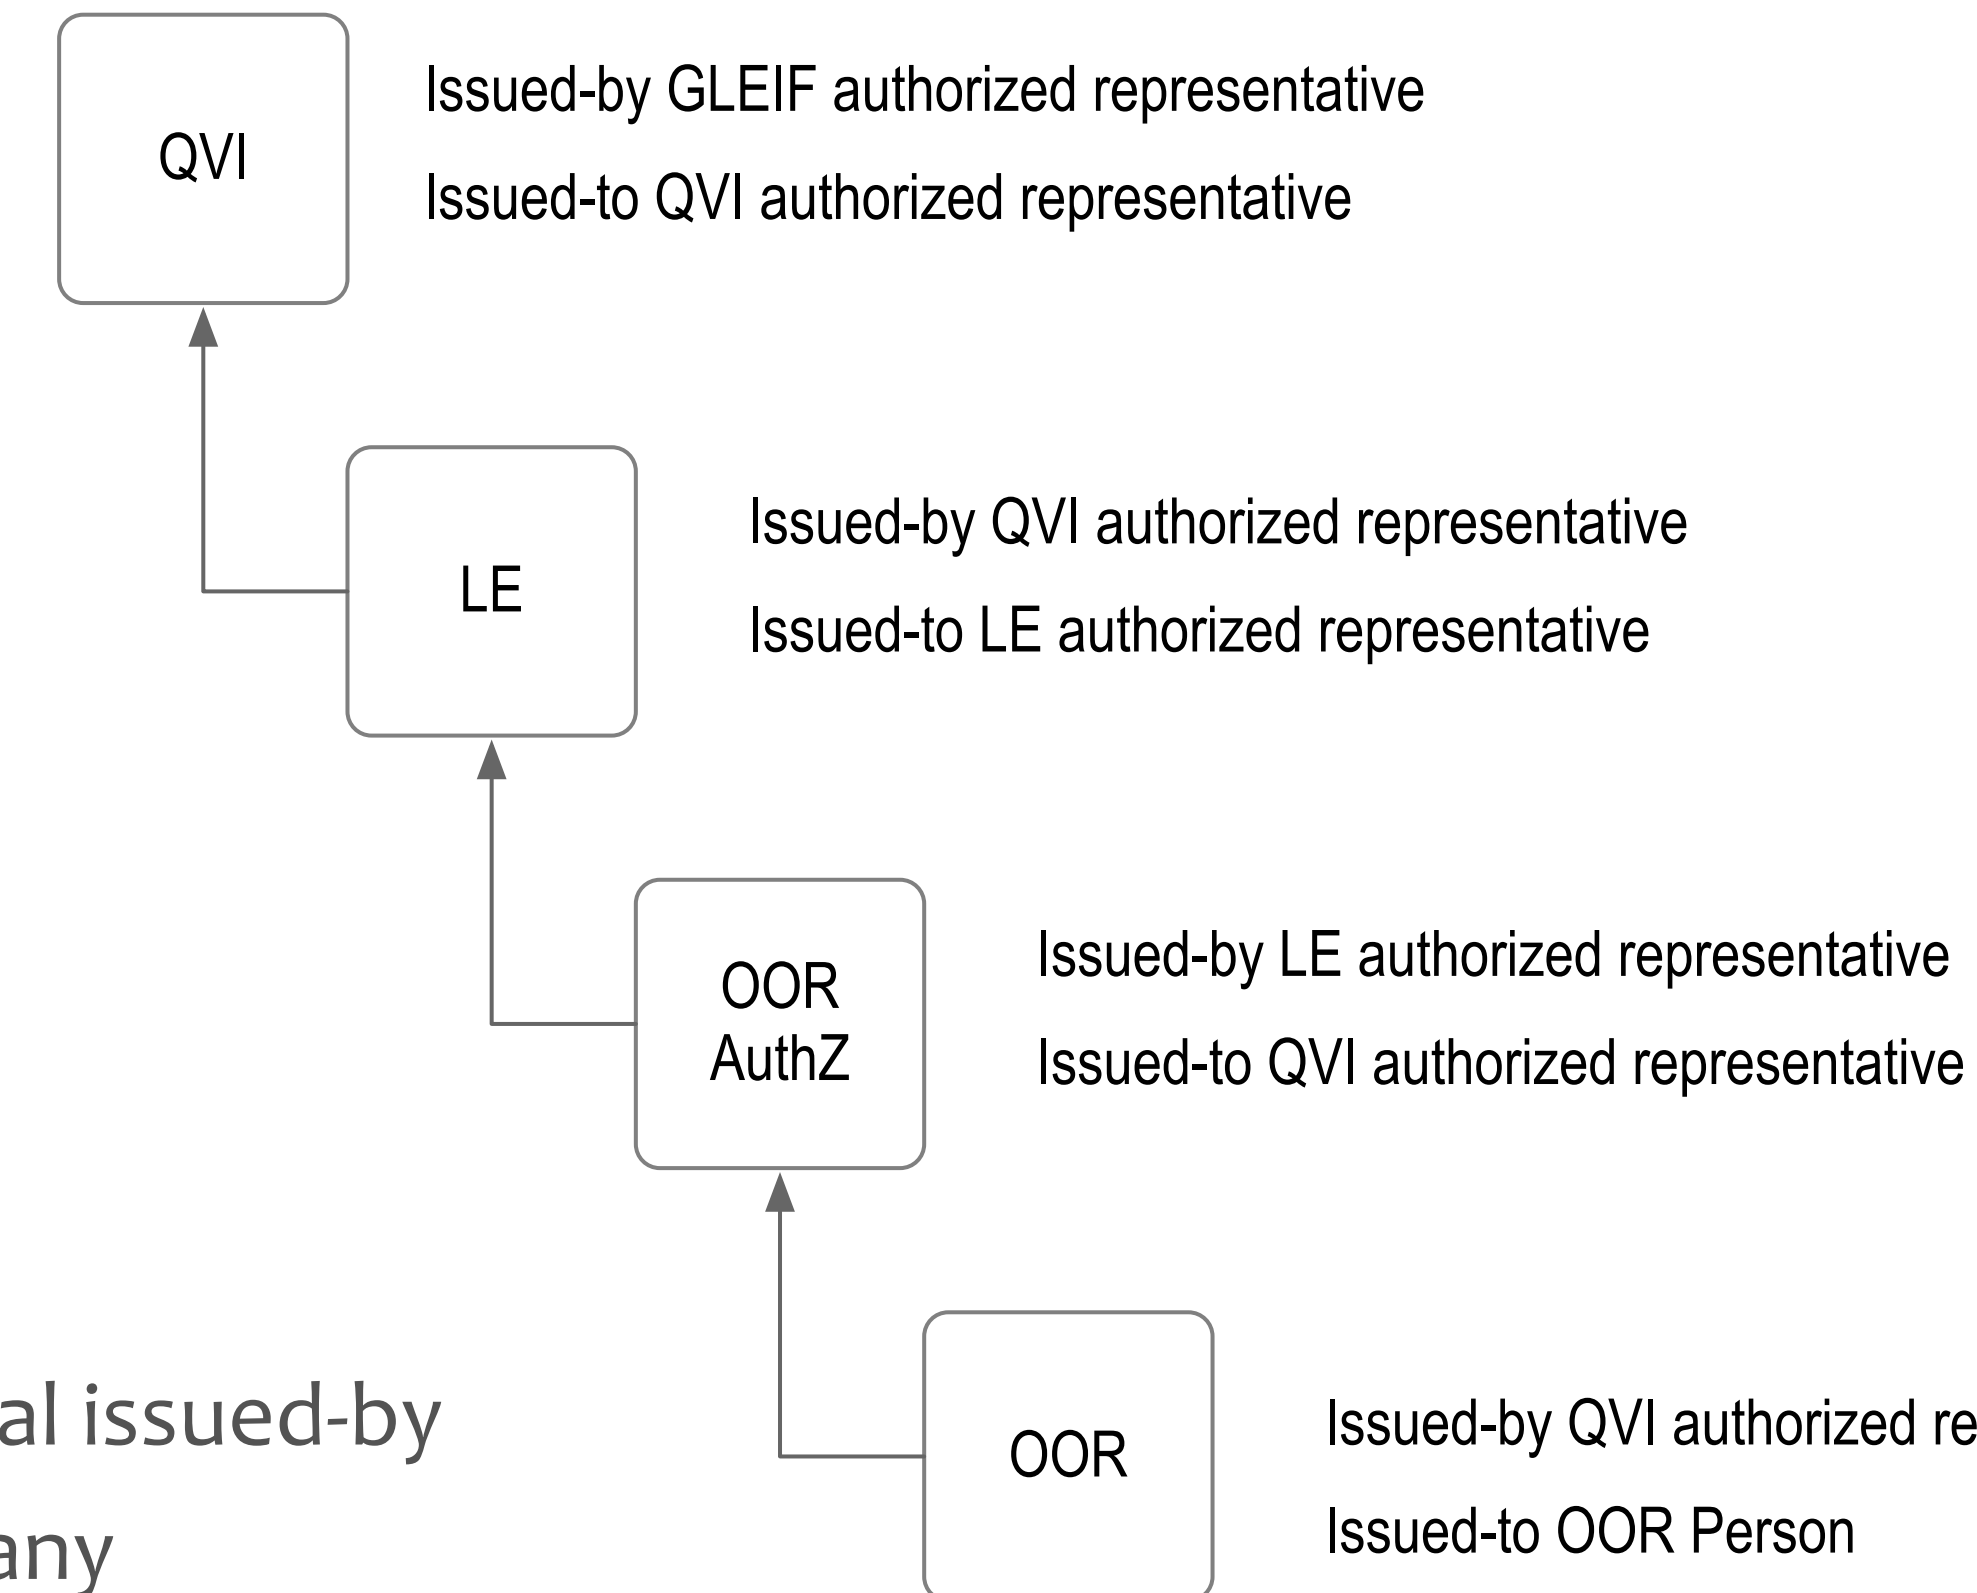 QVI
Issued-by GLEIF authorized representative
Issued-to QVI authorized representative
LE
Issued-by QVI authorized representative
Issued-to LE authorized representative
OOR
AuthZ
Issued-by LE authorized representative
Issued-to QVI authorized representative
OOR
Issued-by QVI authorized re
Issued-to OOR Person
al issued-by
any